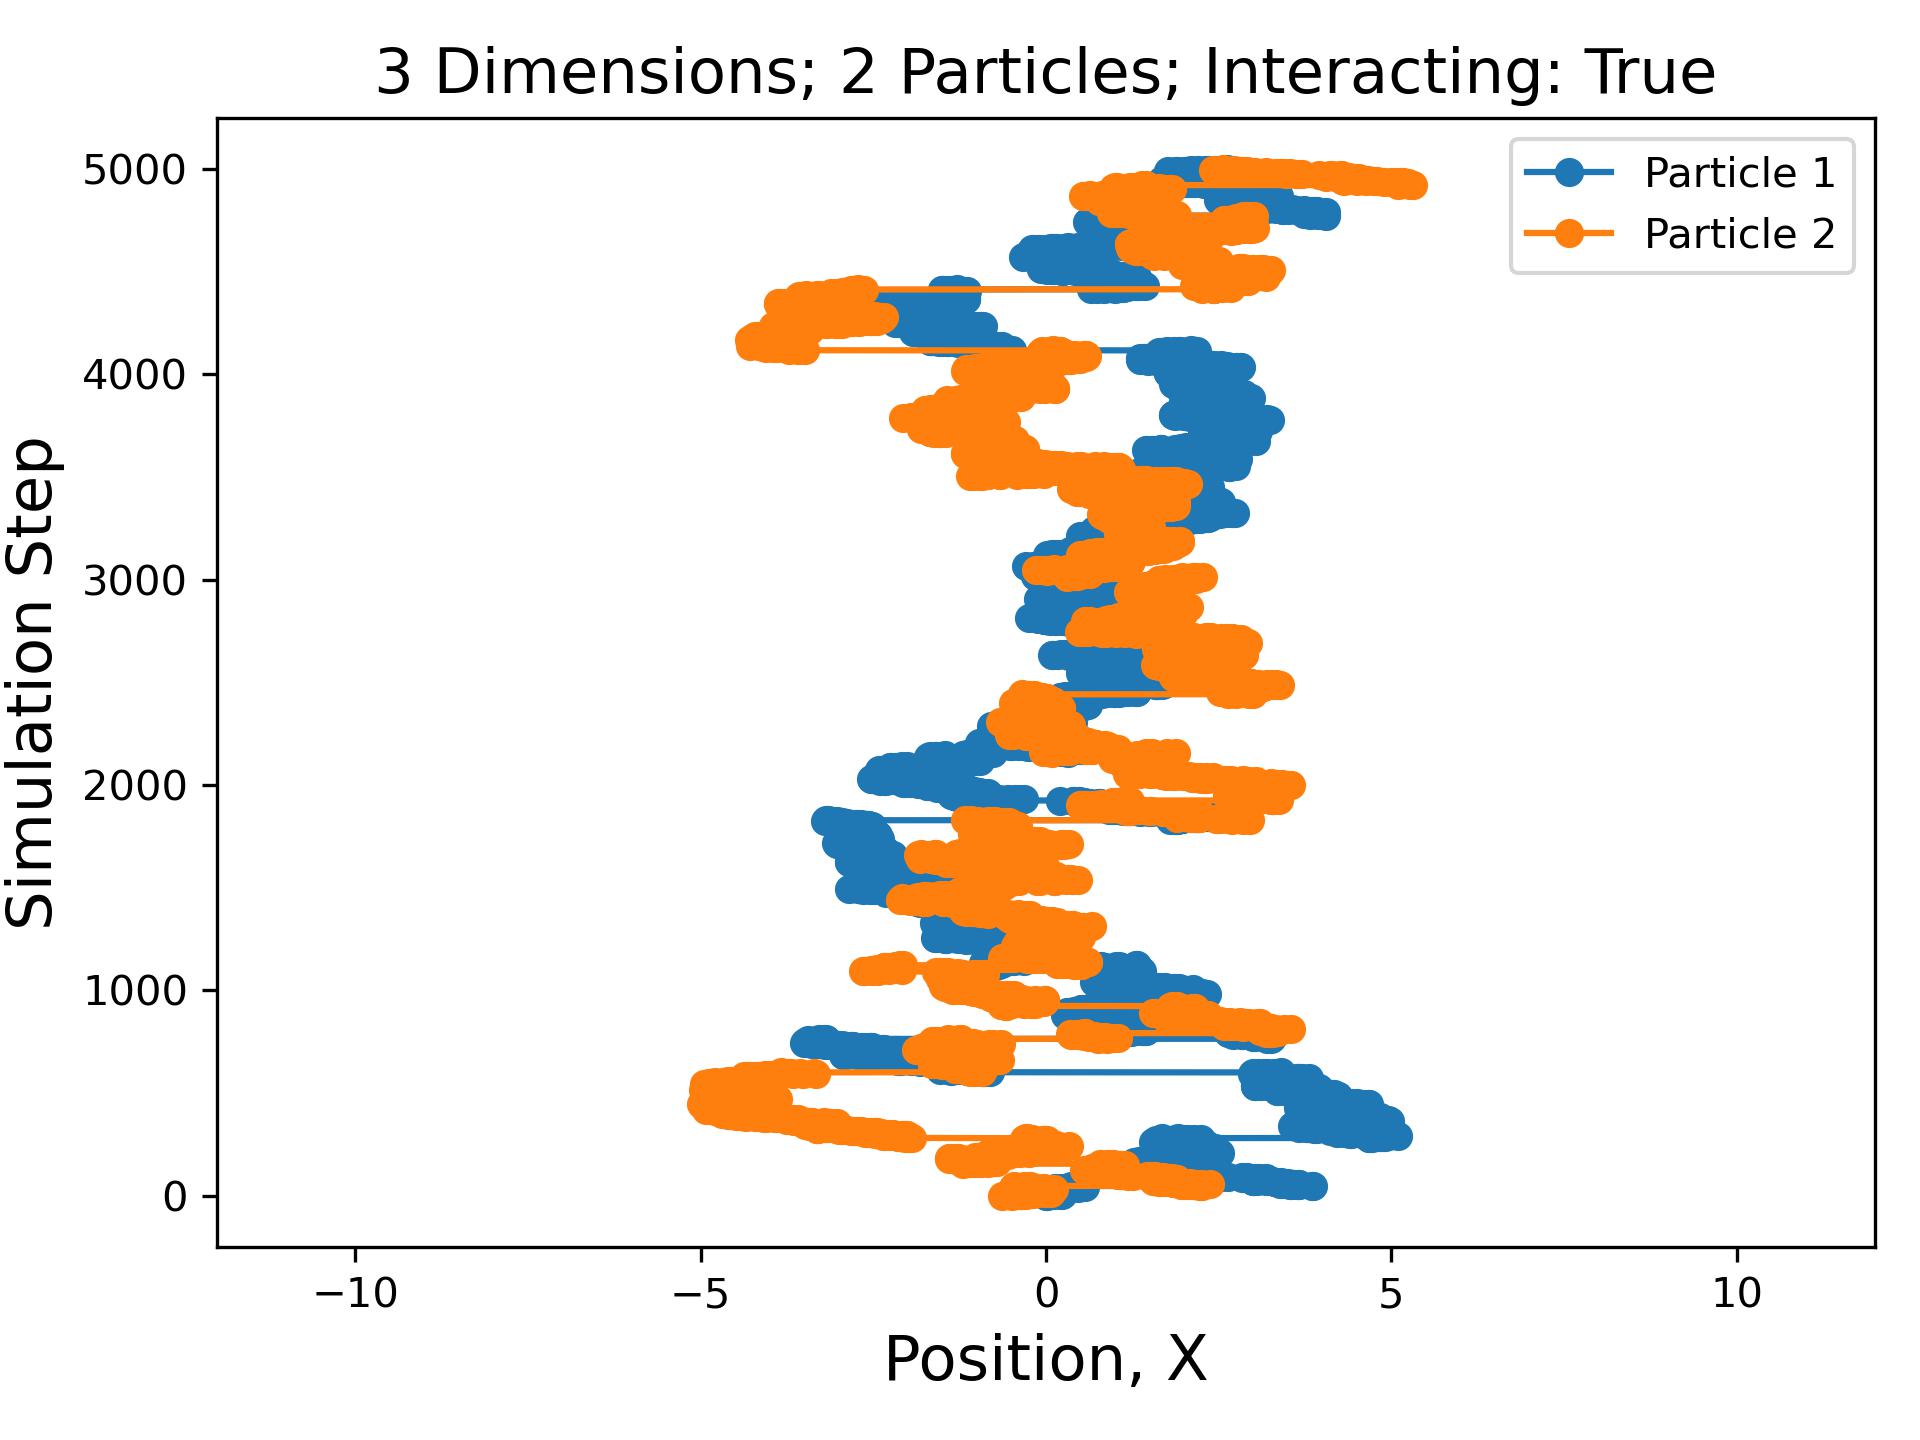 3 Dimensions; 2 Particles; Interacting: True
Particle 1
Particle 2
Simulation Step
5000
4000
3000
2000
1000
0
−10
−5
0
5
10
Position, X